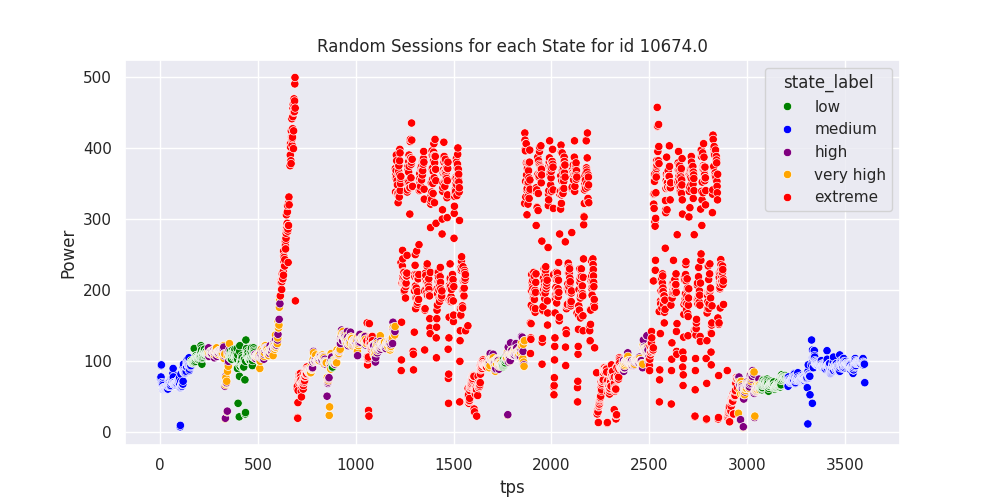 Random Sessions for each State for id 10674.0
500
400
300
200
100
0
Power
0 500 1000 1500 2000 2500 3000 3500
tps
state_label
low
medium
high
very high
extreme